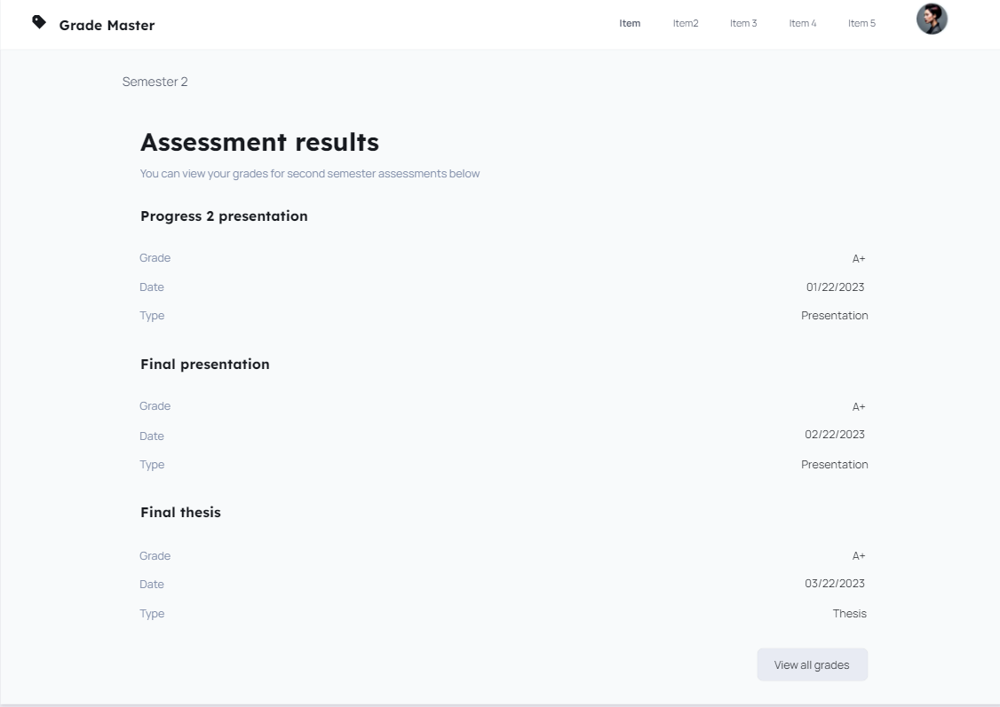 Grade Master
Item Item2 Item 3 Item 4 Item 5
Semester 2
Assessment results
You can view your grades for second semester assessments below
Progress 2 presentation
Grade A+
Date 01/22/2023
Type Presentation
Final presentation
Grade A+
Date 02/22/2023
Type Presentation
Final thesis
Grade A+
Date 03/22/2023
Type Thesis
View all grades